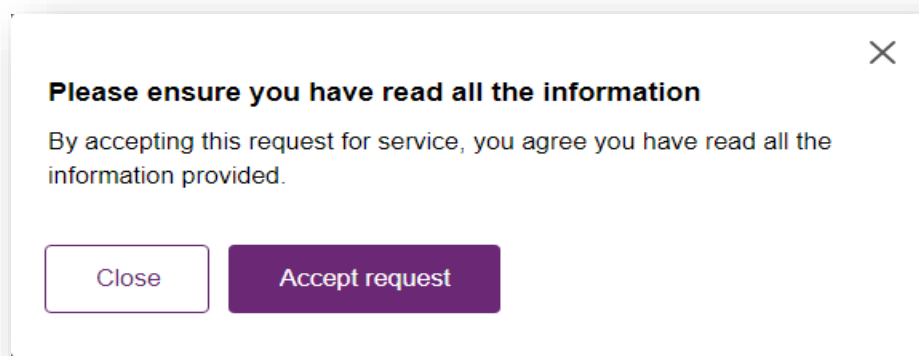 Please ensure you have read all the information
By accepting this request for service, you agree you have read all the
information provided.
Close
Accept request